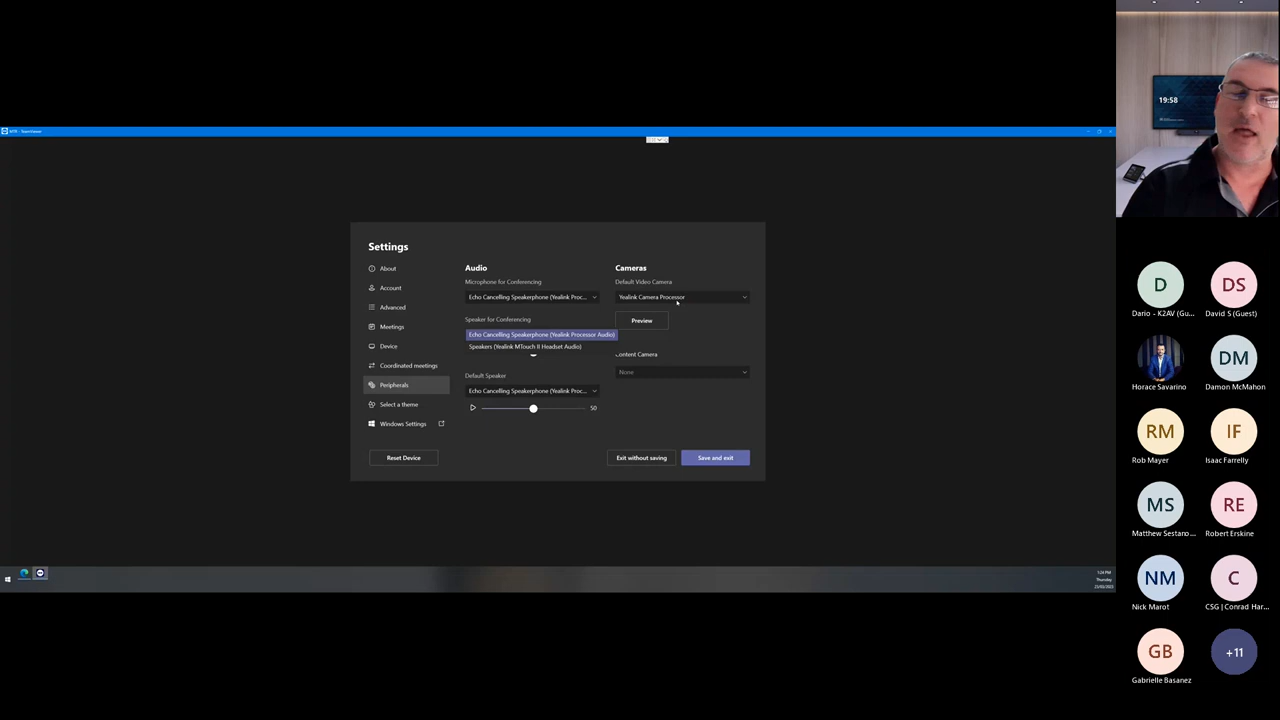 19:58
Settings
About
Account
Advanced
Meetings
Device
Coordinated meetings
Peripherals
Select a theme
Windows Settings
Reset Device
Audio
Microphone for Conferencing
Echo Cancelling Speakerphone (Yealink Proc...
Speaker for Conferencing
Echo Cancelling Speakerphone (Yealink Processor Audio)
Speakers (Yealink MTouch II Headset Audio)
Default Speaker
Echo Cancelling Speakerphone (Yealink Proc...
50
Cameras
Default Video Camera
Yealink Camera Processor
Preview
Content Camera
None
Exit without saving
Save and exit
1:24 PM
Thursday
D
Dario - K2AV (Gu...
DS
David S (Guest)
Horace Savarino
DM
Damon McMahon
RM
Rob Mayer
IF
Isaac Farrelly
MS
Matthew Sestano...
RE
Robert Erskine
NM
Nick Marot
C
CSG | Conrad Har...
GB
Gabrielle Basanez
+11